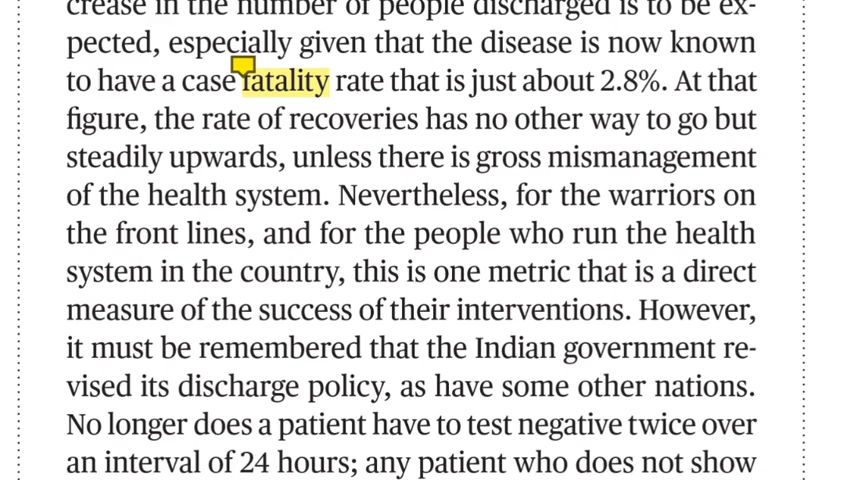 crease in the number of people discharged is to be ex-
pected, especially given that the disease is now known
to have a case fatality rate that is just about 2.8%. At that
figure, the rate of recoveries has no other way to go but
steadily upwards, unless there is gross mismanagement
of the health system. Nevertheless, for the warriors on
the front lines, and for the people who run the health
system in the country, this is one metric that is a direct
measure of the success of their interventions. However,
it must be remembered that the Indian government re-
vised its discharge policy, as have some other nations.
No longer does a patient have to test negative twice over
an interval of 24 hours; any patient who does not show